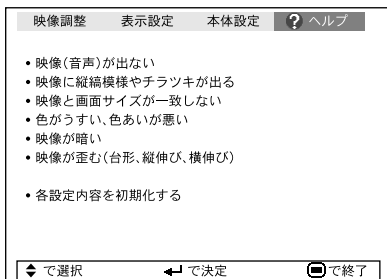 映像調整　表示設定　本体設定　? ヘルプ
• 映像(音声)が出ない
• 映像に縦縞模様やチラツキが出る
• 映像と画面サイズが一致しない
• 色がうすい、色あいが悪い
• 映像が暗い
• 映像が歪む(台形、縦伸び、横伸び)
• 各設定内容を初期化する
で選択　で決定　で終了